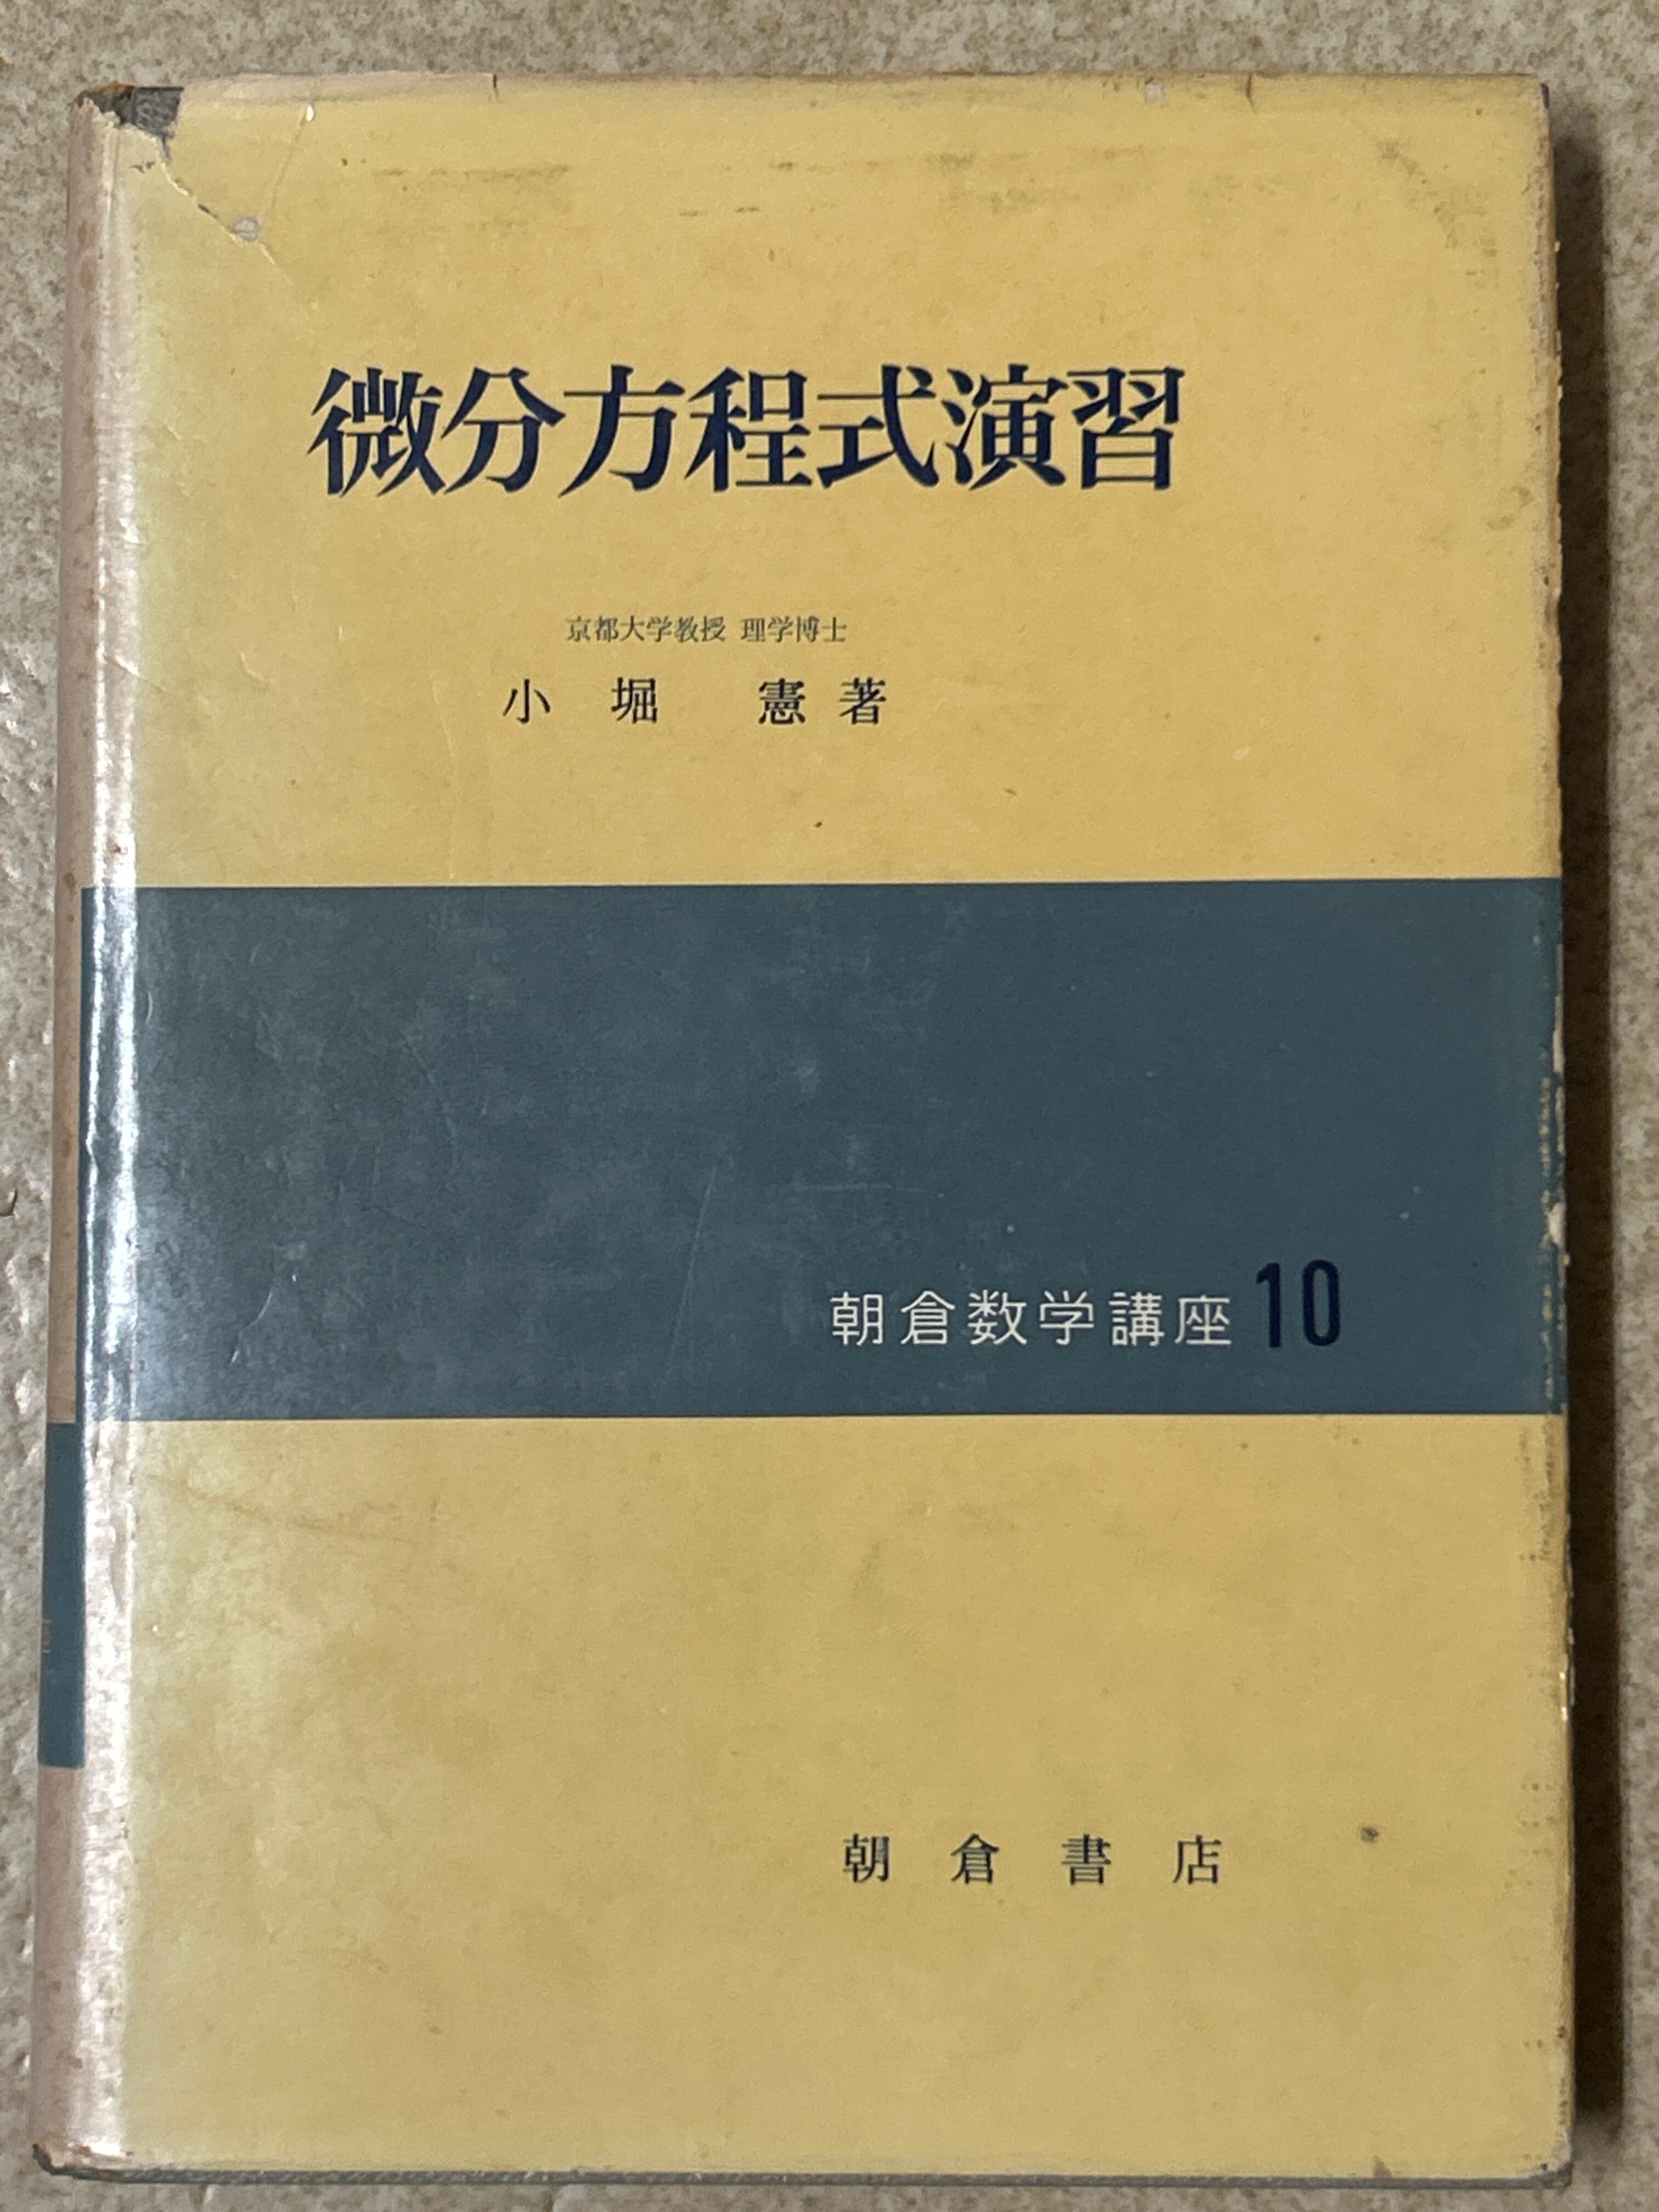 微分方程式演習
京都大学教授 理学博士
小堀 憲 著
朝倉数学講座 10
朝倉書店